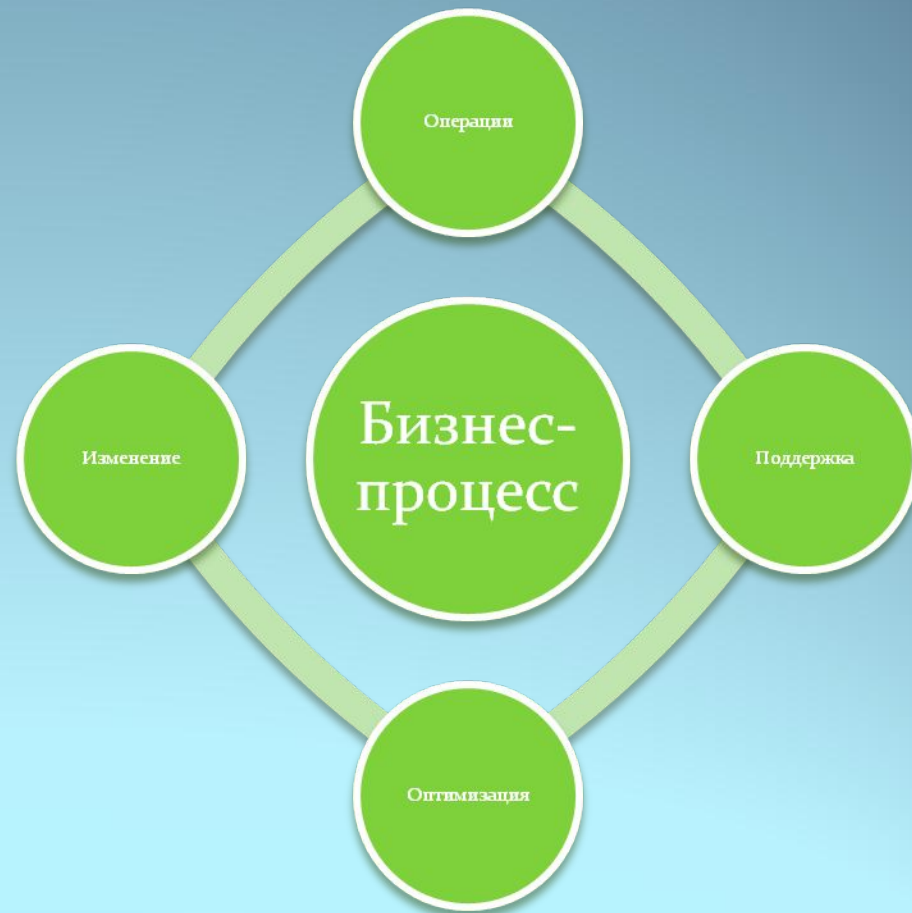 Операции
Изменение
Бизнес-
процесс
Поддержка
Оптимизация